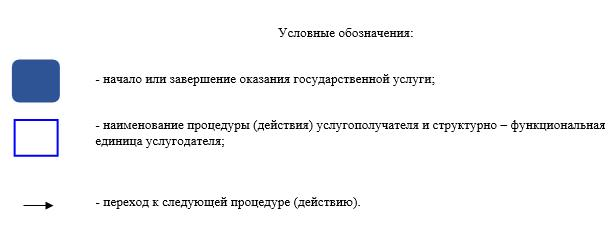 Условные обозначения:
- начало или завершение оказания государственной услуги;
- наименование процедуры (действия) услугополучателя и структурно – функциональная
единица услугодателя;
- переход к следующей процедуре (действию).